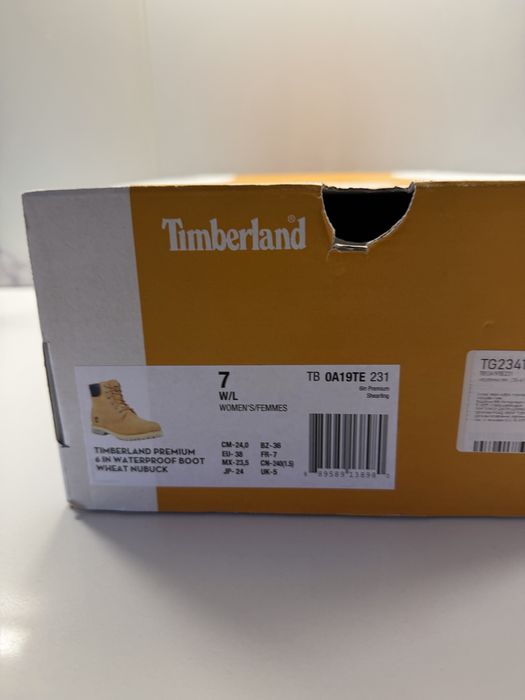 Timberland®
7
W/L
WOMEN'S/FEMMES
TB 0A19TE 231
6in Premium
Shearling
TIMBERLAND PREMIUM
6 IN WATERPROOF BOOT
WHEAT NUBUCK
CM-24,0 BZ-36
EU- 38 FR-7
MX-23,5 CN-240(1.5)
JP- 24 UK-5
TG2341